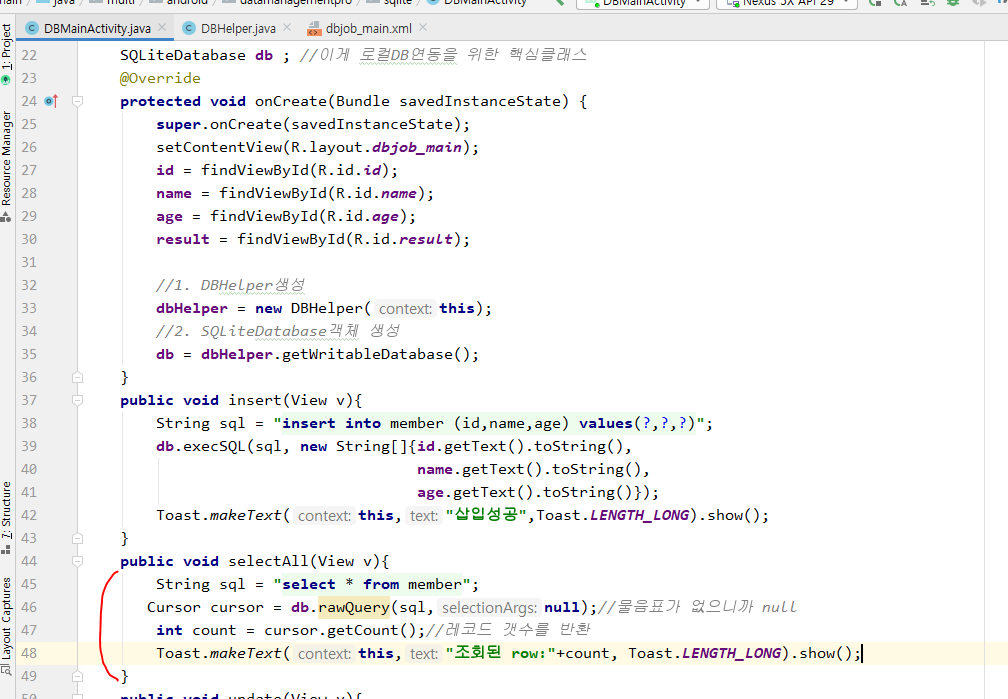 java
multi
android
datamanagementpro
sqlite
DBMainActivity
DBMainActivity
Nexus 5X API 29
DBMainActivity.java
DBHelper.java
dbjob_main.xml
1: Project
Resource Manager
7: Structure
Layout Captures
22 SQLiteDatabase db ; //이게 로컬DB연동을 위한 핵심클래스
23 @Override
24 protected void onCreate(Bundle savedInstanceState) {
25 super.onCreate(savedInstanceState);
26 setContentView(R.layout.dbjob_main);
27 id = findViewById(R.id.id);
28 name = findViewById(R.id.name);
29 age = findViewById(R.id.age);
30 result = findViewById(R.id.result);
31
32 //1. DBHelper생성
33 dbHelper = new DBHelper( context: this);
34 //2. SQLiteDatabase객체 생성
35 db = dbHelper.getWritableDatabase();
36 }
37 public void insert(View v){
38 String sql = "insert into member (id,name,age) values(?,?,?)";
39 db.execSQL(sql, new String[]{id.getText().toString(),
40 name.getText().toString(),
41 age.getText().toString()});
42 Toast.makeText( context: this, text: "삽입성공",Toast.LENGTH_LONG).show();
43 }
44 public void selectAll(View v){
45 String sql = "select * from member";
46 Cursor cursor = db.rawQuery(sql, selectionArgs: null);//물음표가 없으니까 null
47 int count = cursor.getCount();//레코드 갯수를 반환
48 Toast.makeText( context: this, text: "조회된 row:"+count, Toast.LENGTH_LONG).show();
49 }
50 public void update(View v){